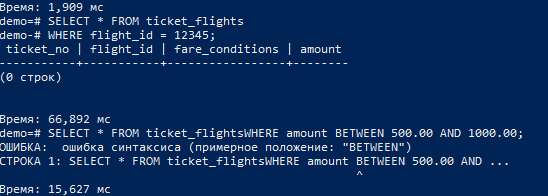 Время: 1,909 мс
demo=# SELECT * FROM ticket_flights
demo-# WHERE flight_id = 12345;
 ticket_no | flight_id | fare_conditions | amount
-----------+-----------+-----------------+--------
(0 строк)

Время: 66,892 мс
demo=# SELECT * FROM ticket_flightsWHERE amount BETWEEN 500.00 AND 1000.00;
ОШИБКА:  ошибка синтаксиса (примерное положение: "BETWEEN")
СТРОКА 1: SELECT * FROM ticket_flightsWHERE amount BETWEEN 500.00 AND ...
                                                   ^
Время: 15,627 мс